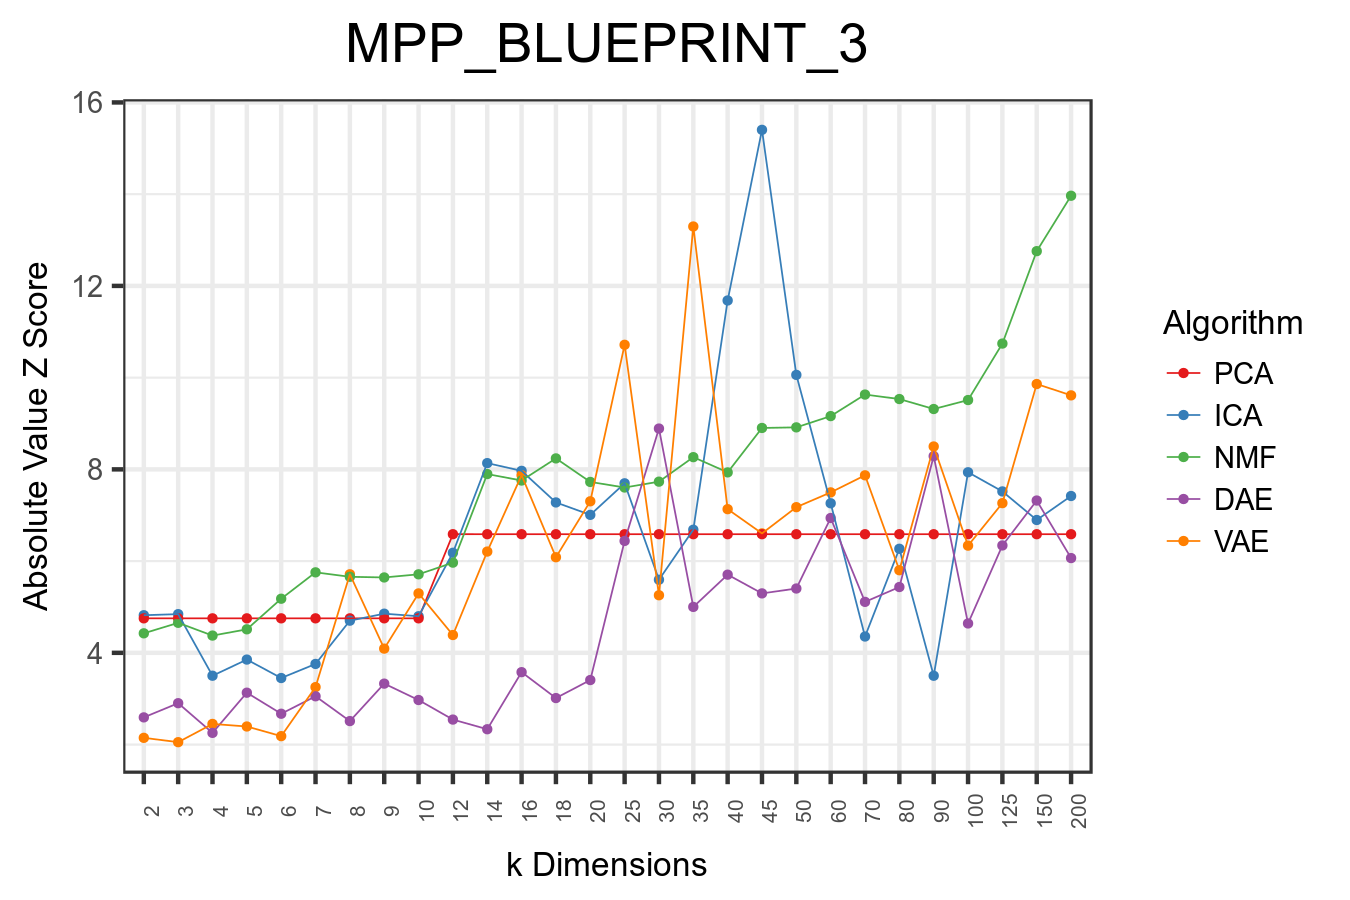 MPP_BLUEPRINT_3
16
12
8
4
Absolute Value Z Score
2 3 4 5 6 7 8 9 10 12 14 16 18 20 25 30 35 40 45 50 60 70 80 90 100 125 150 200
k Dimensions
Algorithm
PCA
ICA
NMF
DAE
VAE